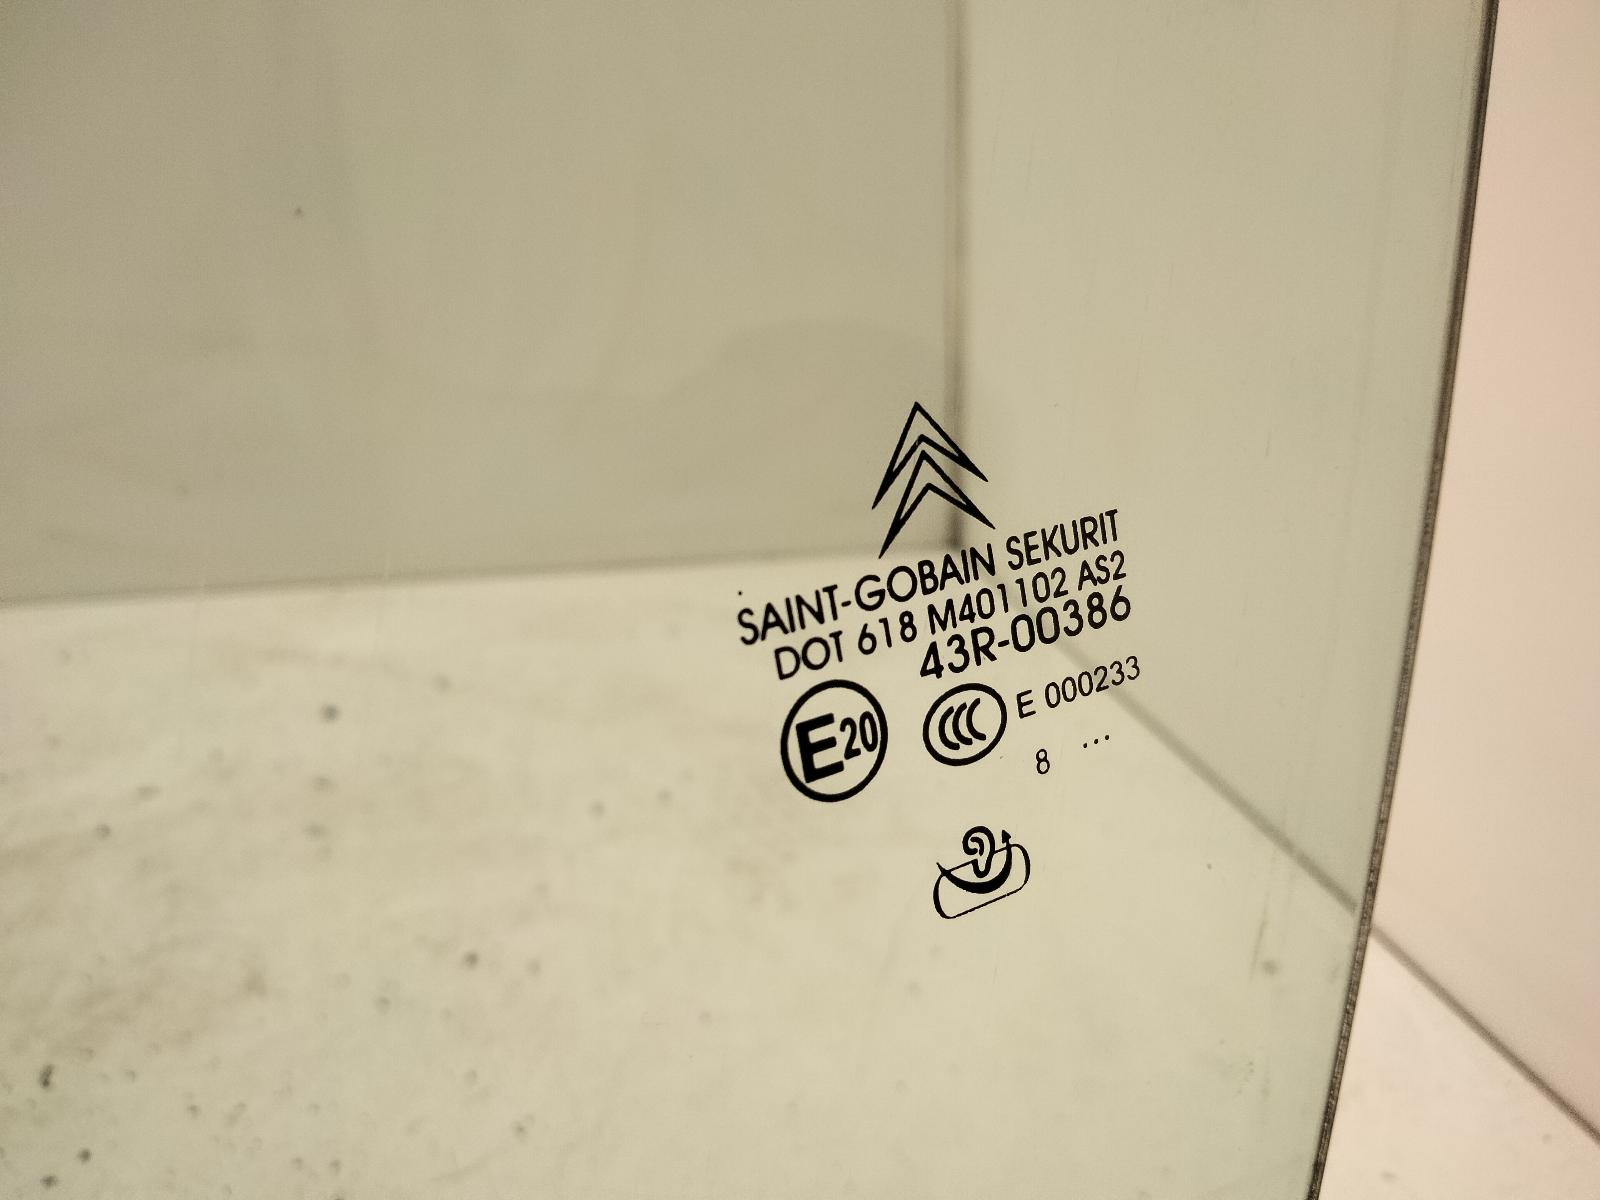 SAINT-GOBAIN SEKURIT
DOT 618 M401102 AS2
43R-00386
E20 CCC E 000233
8 ...